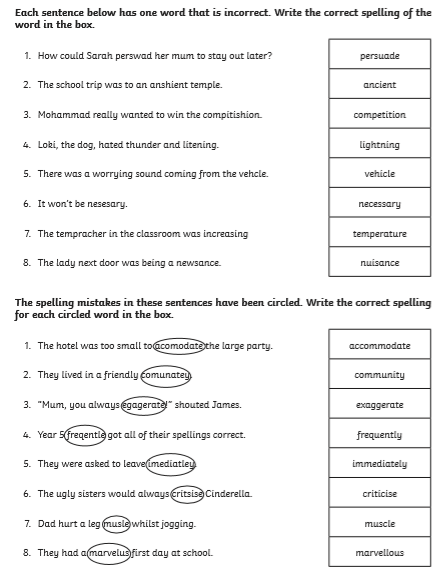 Each sentence below has one word that is incorrect. Write the correct spelling of the
word in the box.
1. How could Sarah perswad her mum to stay out later? persuade
2. The school trip was to an anshient temple. ancient
3. Mohammad really wanted to win the compitishion. competition
4. Loki, the dog, hated thunder and litening. lightning
5. There was a worrying sound coming from the vehcle. vehicle
6. It won't be nesesary. necessary
7. The tempracher in the classroom was increasing temperature
8. The lady next door was being a newsance. nuisance
The spelling mistakes in these sentences have been circled. Write the correct spelling
for each circled word in the box.
1. The hotel was too small to acomodate the large party. accommodate
2. They lived in a friendly comunatey. community
3. "Mum, you always egagerate!" shouted James. exaggerate
4. Year 5 freqentle got all of their spellings correct. frequently
5. They were asked to leave imediatley. immediately
6. The ugly sisters would always critsise Cinderella. criticise
7. Dad hurt a leg musle whilst jogging. muscle
8. They had a marvelus first day at school. marvellous